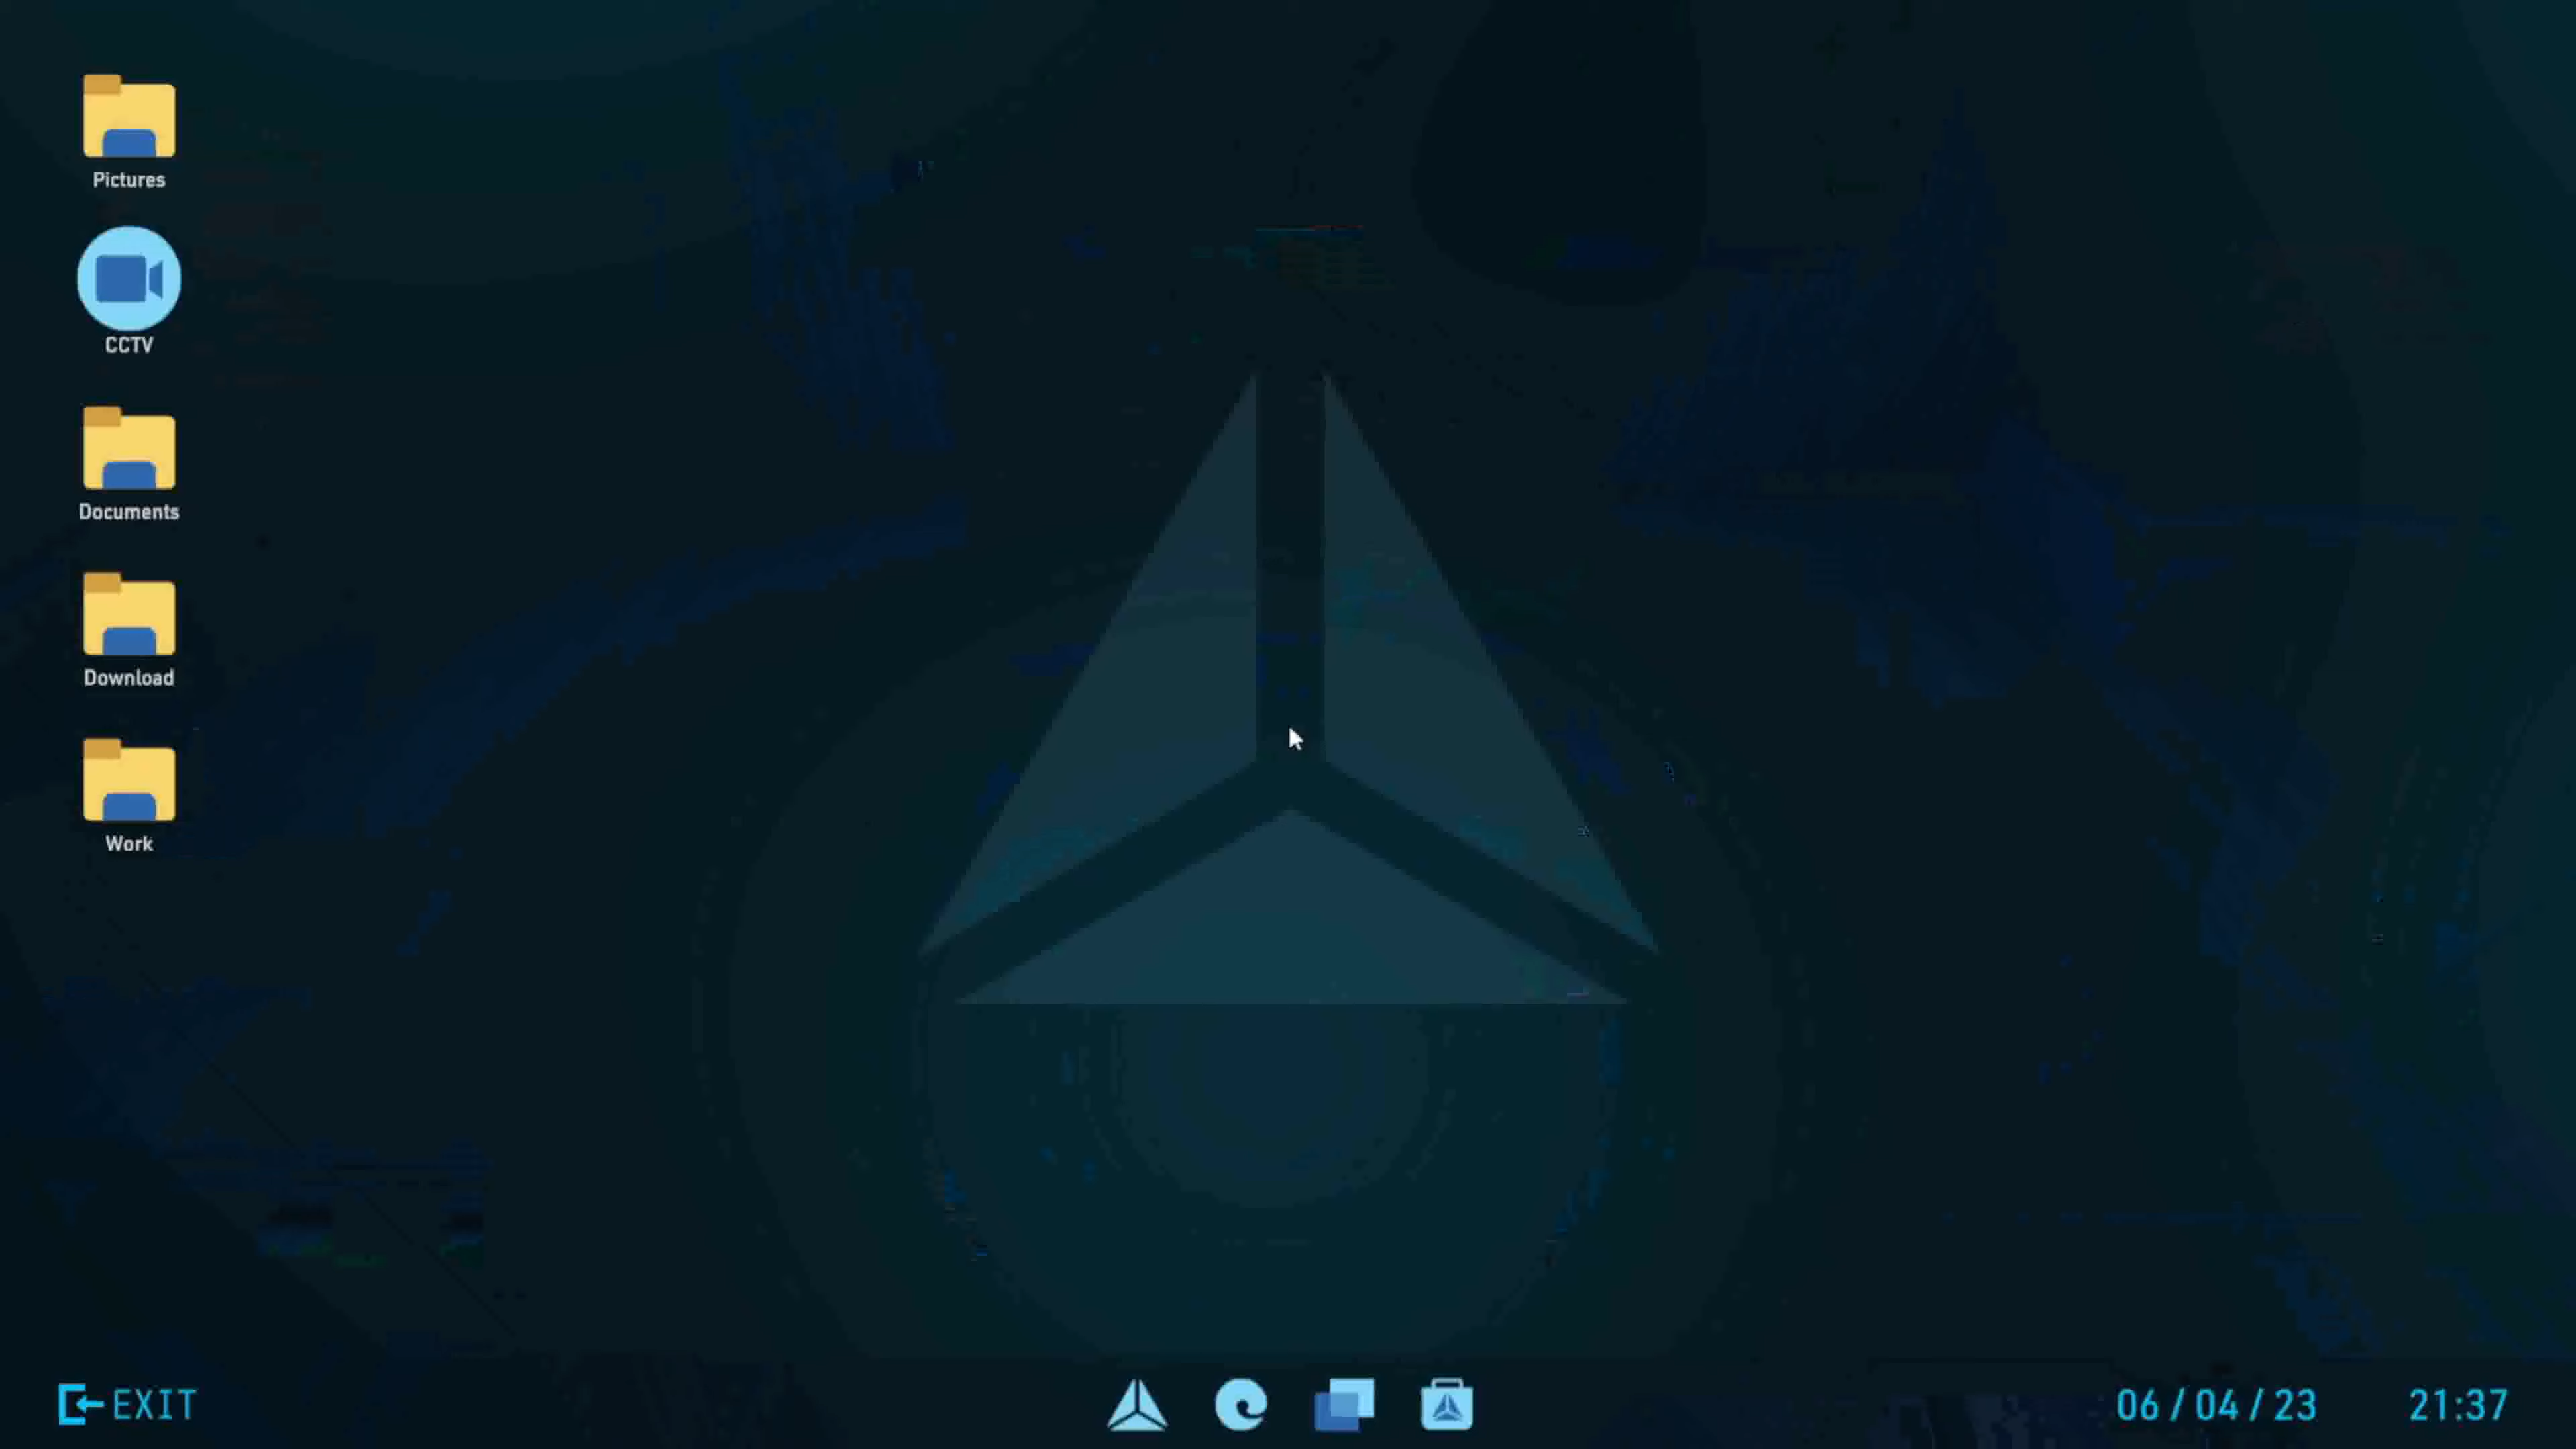 Pictures
CCTV
Documents
Download
Work
EXIT
06 / 04 / 23
21:37